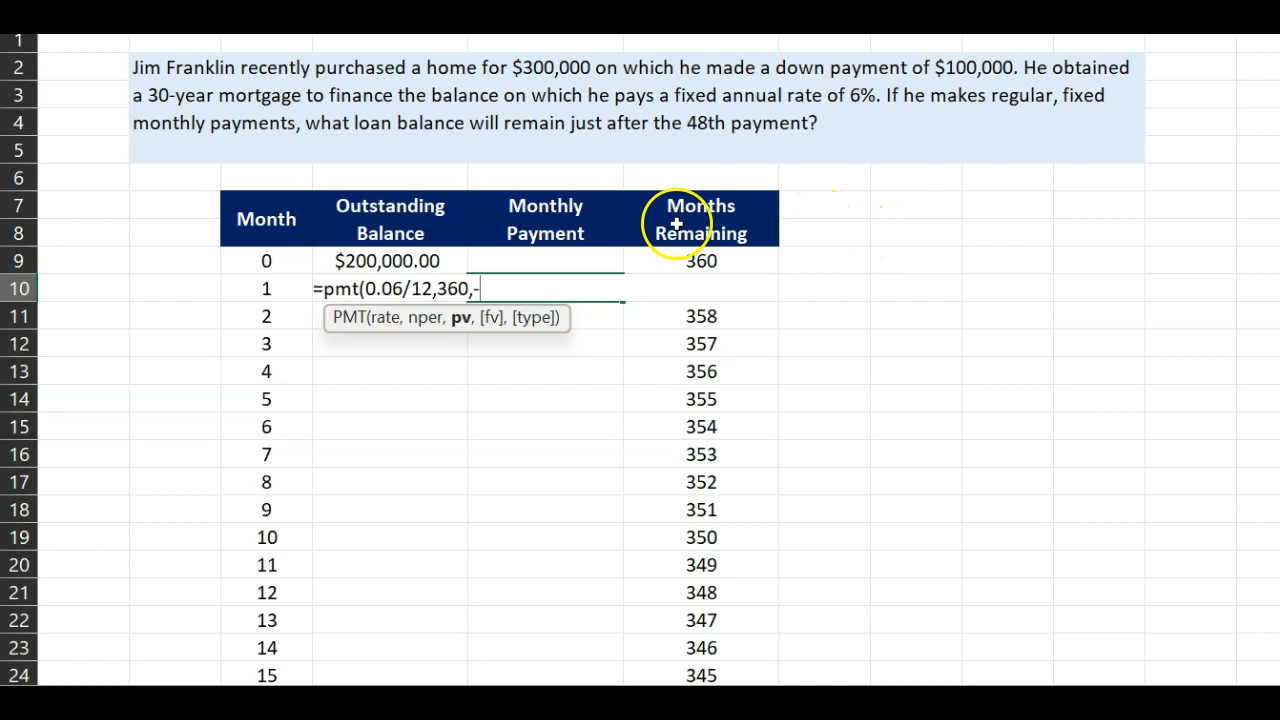 1
2 Jim Franklin recently purchased a home for $300,000 on which he made a down payment of $100,000. He obtained
3 a 30-year mortgage to finance the balance on which he pays a fixed annual rate of 6%. If he makes regular, fixed
4 monthly payments, what loan balance will remain just after the 48th payment?
5
6
7 Outstanding Monthly Months
Month
8 Balance Payment Remaining
9 0 $200,000.00 360
10 1 =pmt(0.06/12,360,-
11 2 PMT(rate, nper, pv, [fv], [type]) 358
12 3 357
13 4 356
14 5 355
15 6 354
16 7 353
17 8 352
18 9 351
19 10 350
20 11 349
21 12 348
22 13 347
23 14 346
24 15 345